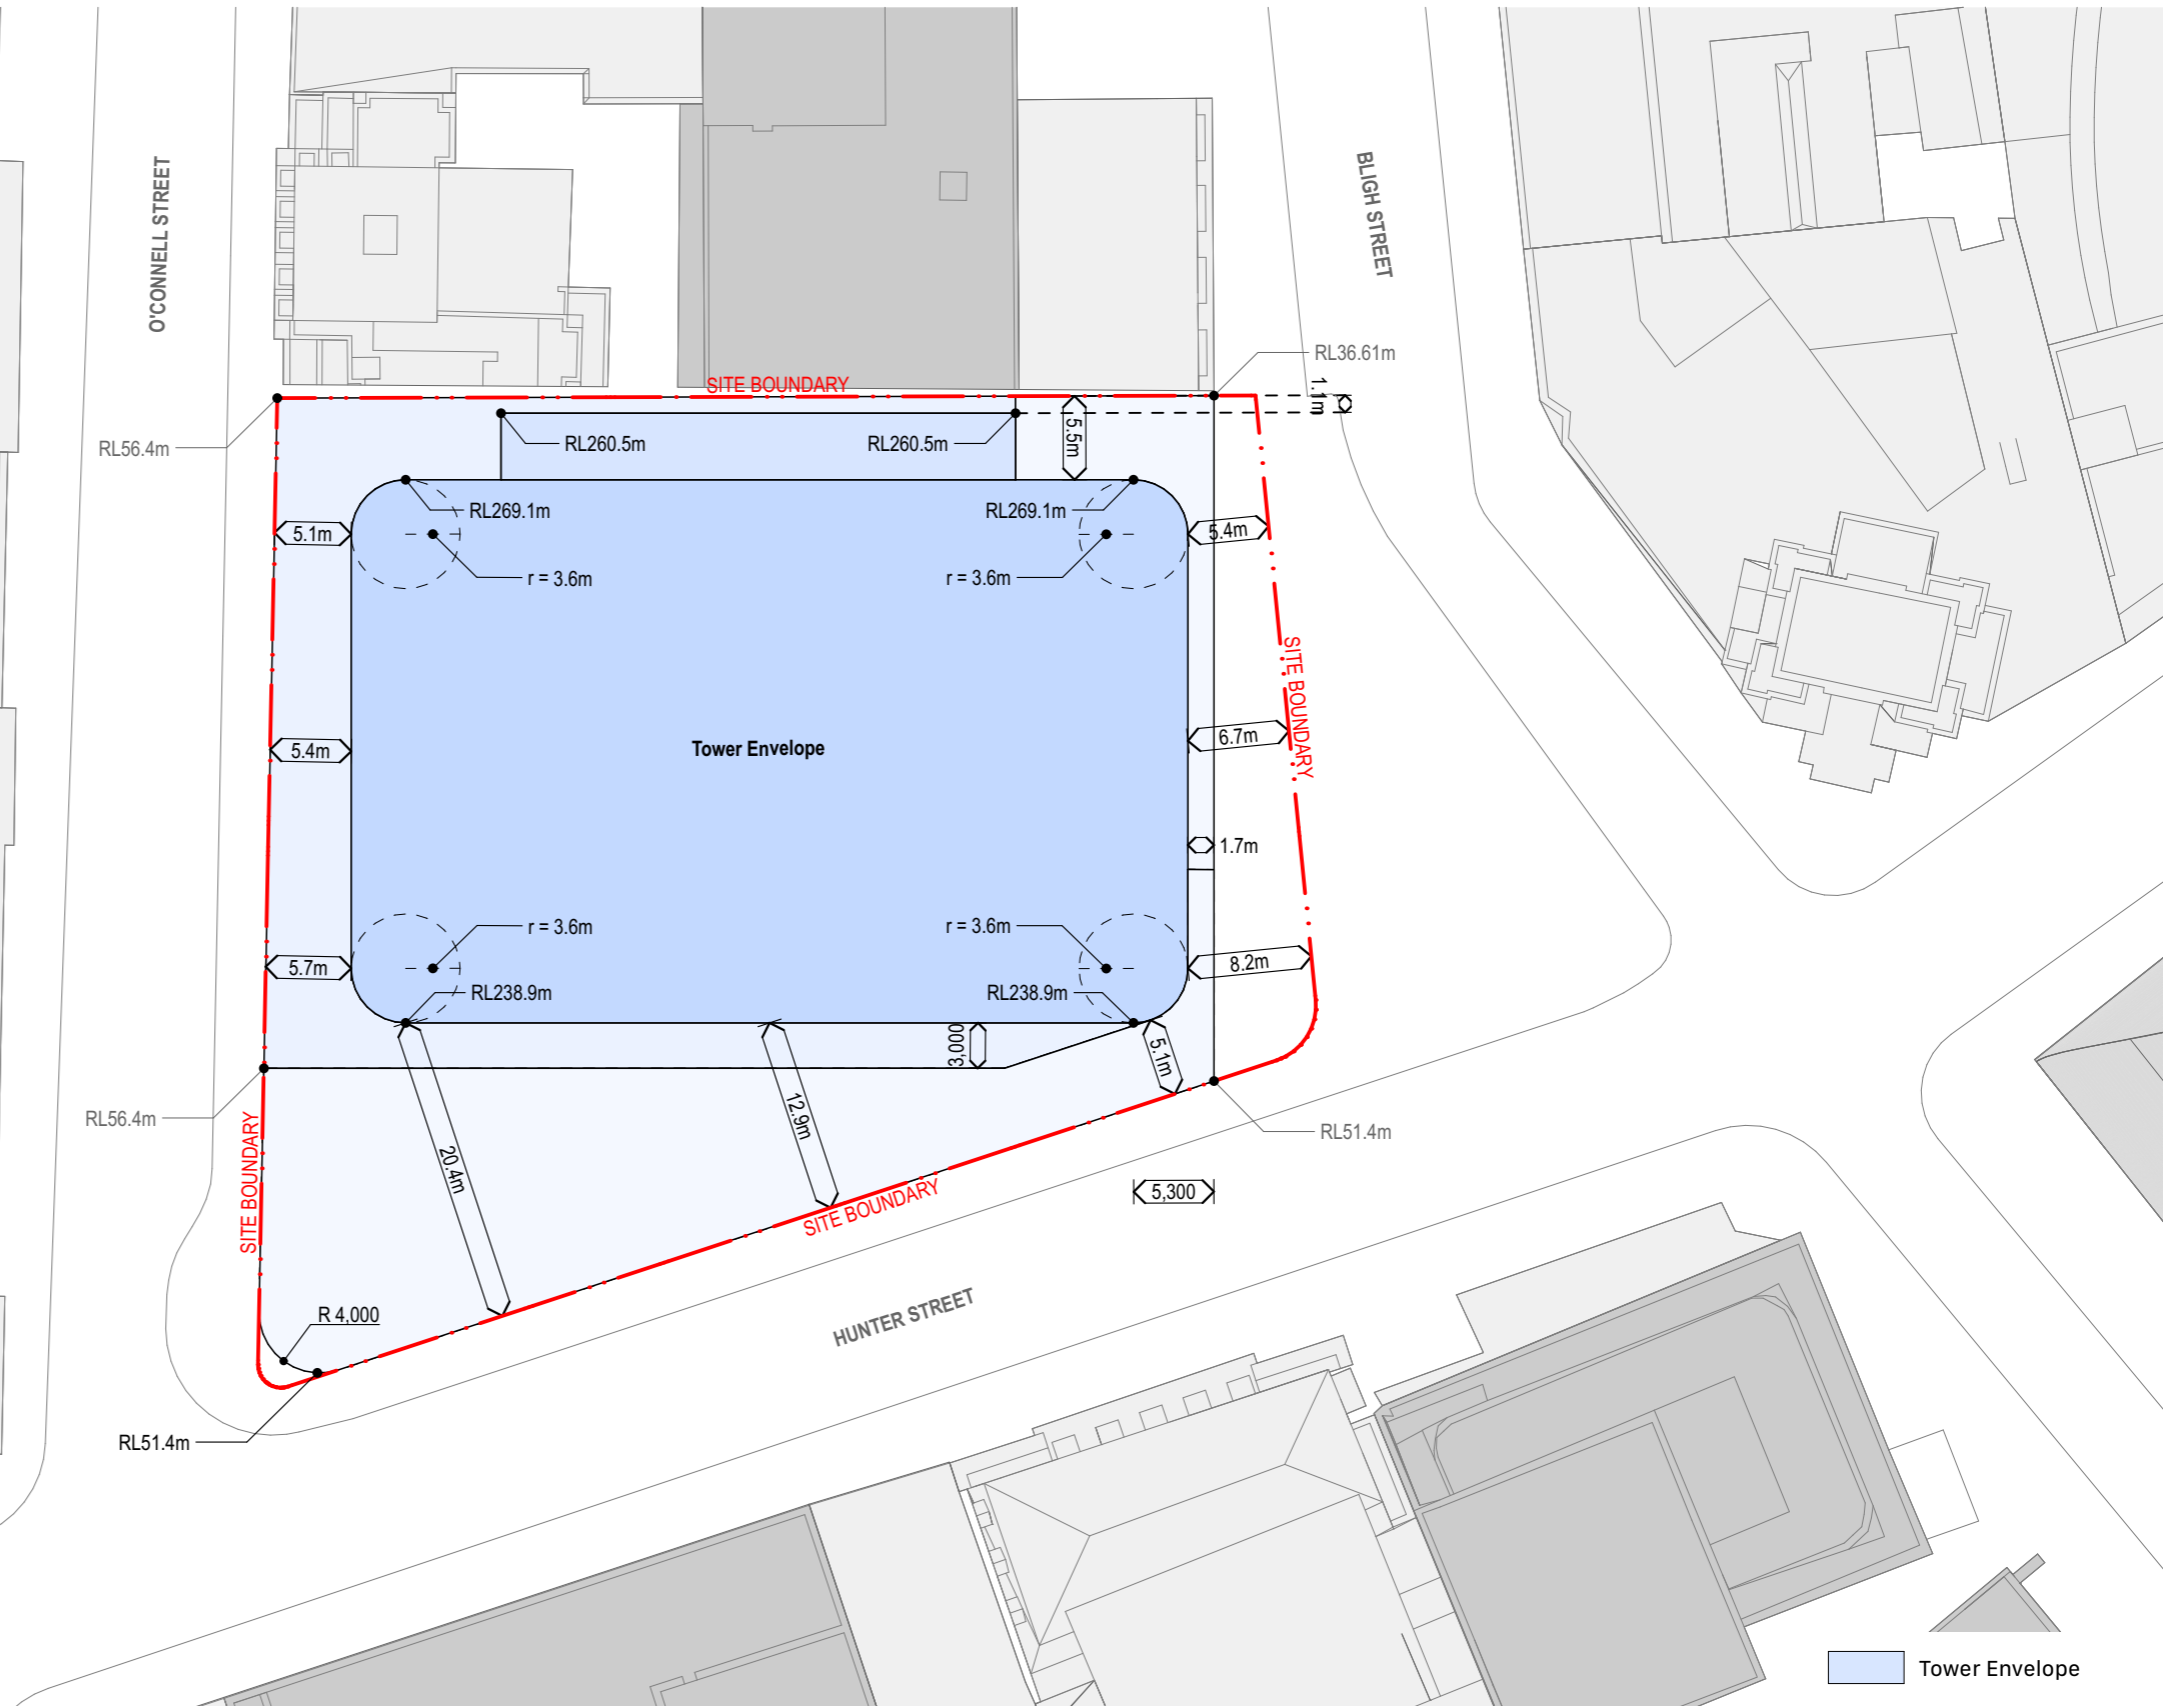 O'CONNELL STREET
BLIGH STREET
RL36.61m
SITE BOUNDARY
1.1m
RL56.4m
RL260.5m
RL260.5m
5.5m
RL269.1m
RL269.1m
5.1m
5.4m
r = 3.6m
r = 3.6m
SITE BOUNDARY
Tower Envelope
5.4m
6.7m
1.7m
r = 3.6m
r = 3.6m
5.7m
8.2m
RL238.9m
RL238.9m
3,000
5.1m
RL56.4m
12.9m
RL51.4m
20.4m
SITE BOUNDARY
5,300
SITE BOUNDARY
HUNTER STREET
R 4,000
RL51.4m
Tower Envelope